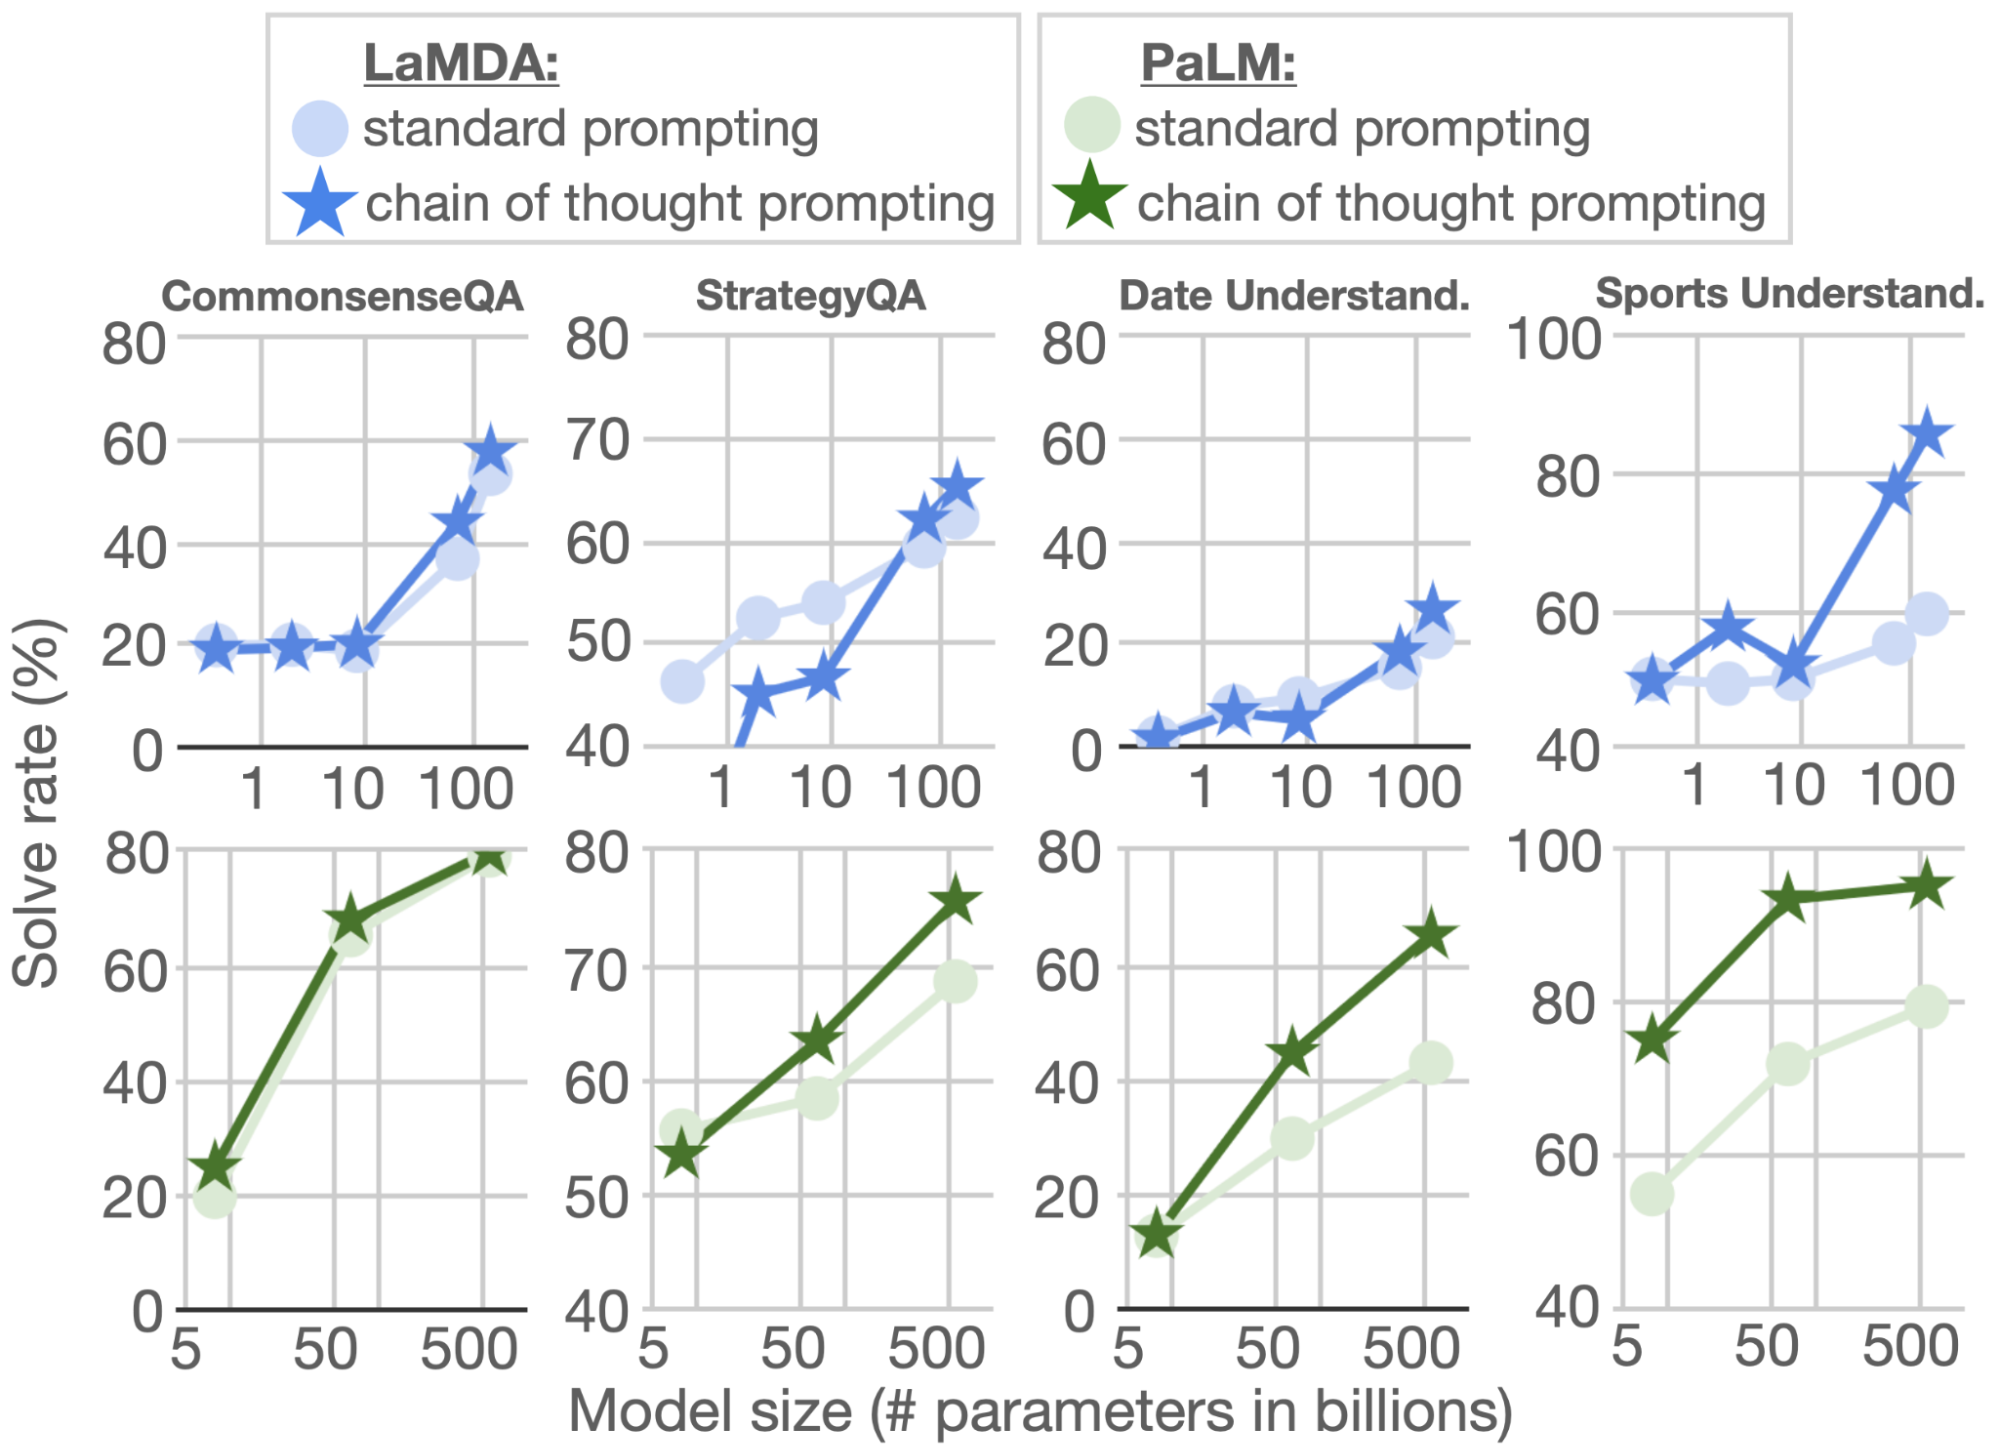 LaMDA:
standard prompting
chain of thought prompting
PaLM:
standard prompting
chain of thought prompting
Solve rate (%)
CommonsenseQA
80
60
40
20
0
1 10 100
StrategyQA
80
70
60
50
40
1 10 100
Date Understand.
80
60
40
20
0
1 10 100
Sports Understand.
100
80
60
40
1 10 100
80
60
40
20
0
5 50 500
80
70
60
50
40
5 50 500
80
60
40
20
0
5 50 500
100
80
60
40
5 50 500
Model size (# parameters in billions)